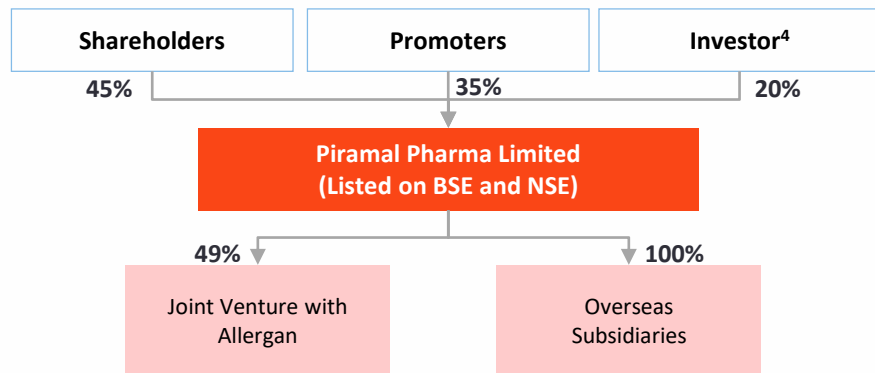 Shareholders
Promoters
Investor⁴
45%
35%
20%
Piramal Pharma Limited
(Listed on BSE and NSE)
49%
100%
Joint Venture with
Allergan
Overseas
Subsidiaries